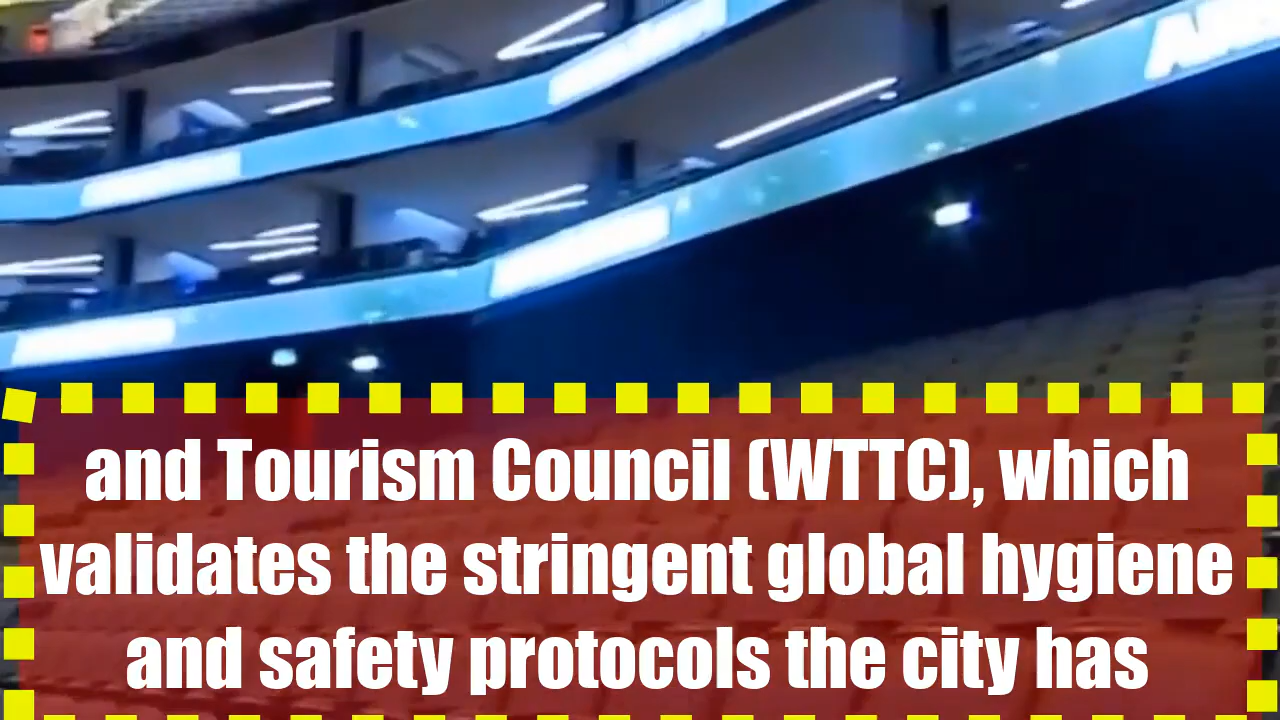 and Tourism Council (WTTC), which
validates the stringent global hygiene
and safety protocols the city has